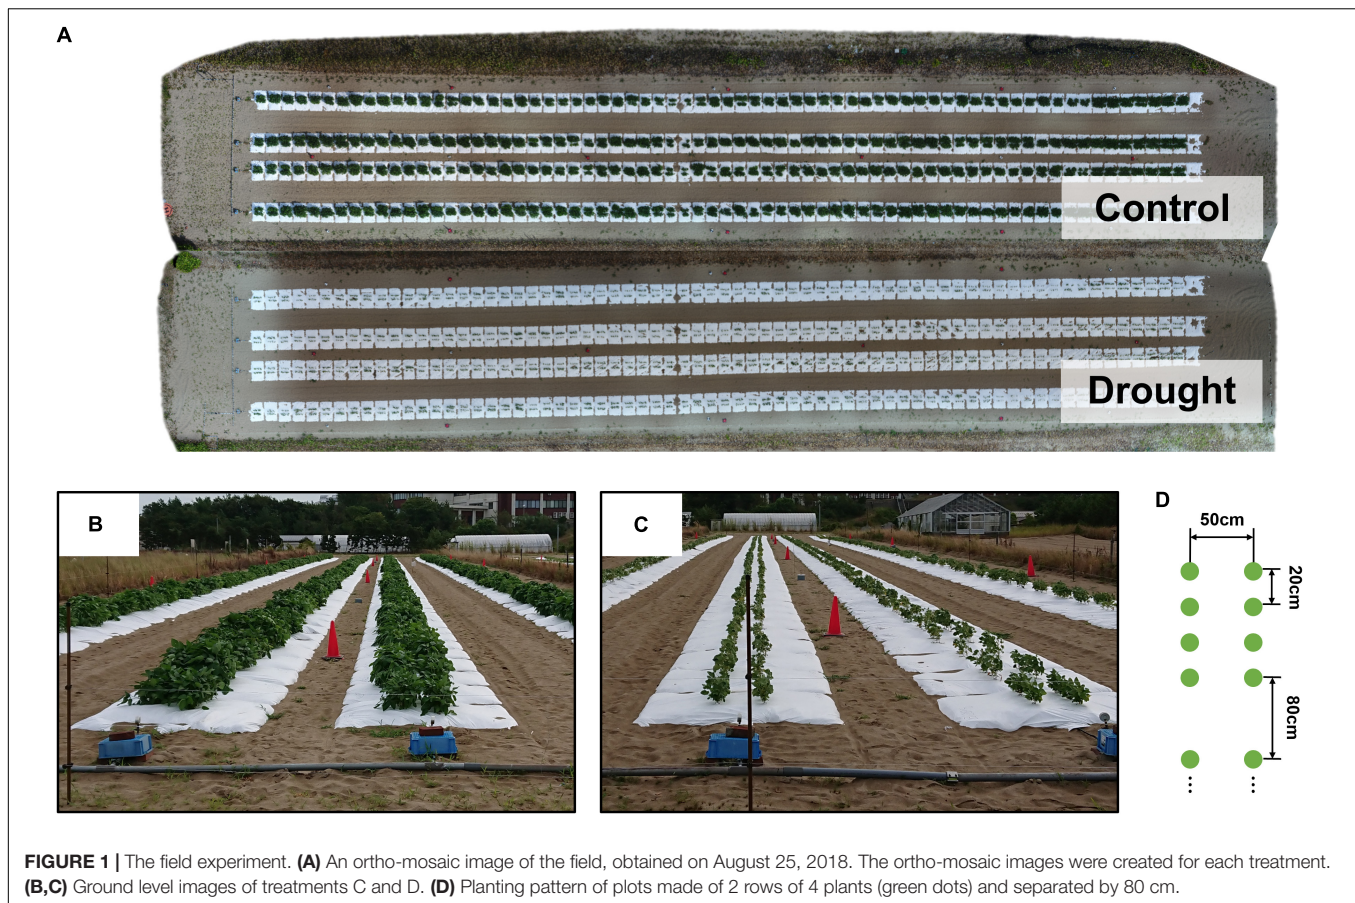 A
Control
Drought
B
C
D
50cm
20cm
80cm
FIGURE 1 | The field experiment. (A) An ortho-mosaic image of the field, obtained on August 25, 2018. The ortho-mosaic images were created for each treatment.
(B,C) Ground level images of treatments C and D. (D) Planting pattern of plots made of 2 rows of 4 plants (green dots) and separated by 80 cm.